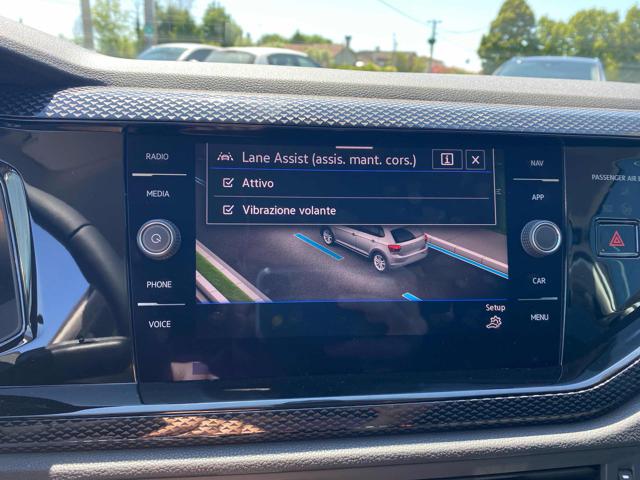 RADIO
MEDIA
PHONE
VOICE
Lane Assist (assis. mant. cors.)
i
X
Attivo
Vibrazione volante
Setup
NAV
APP
CAR
MENU
PASSENGER AIR